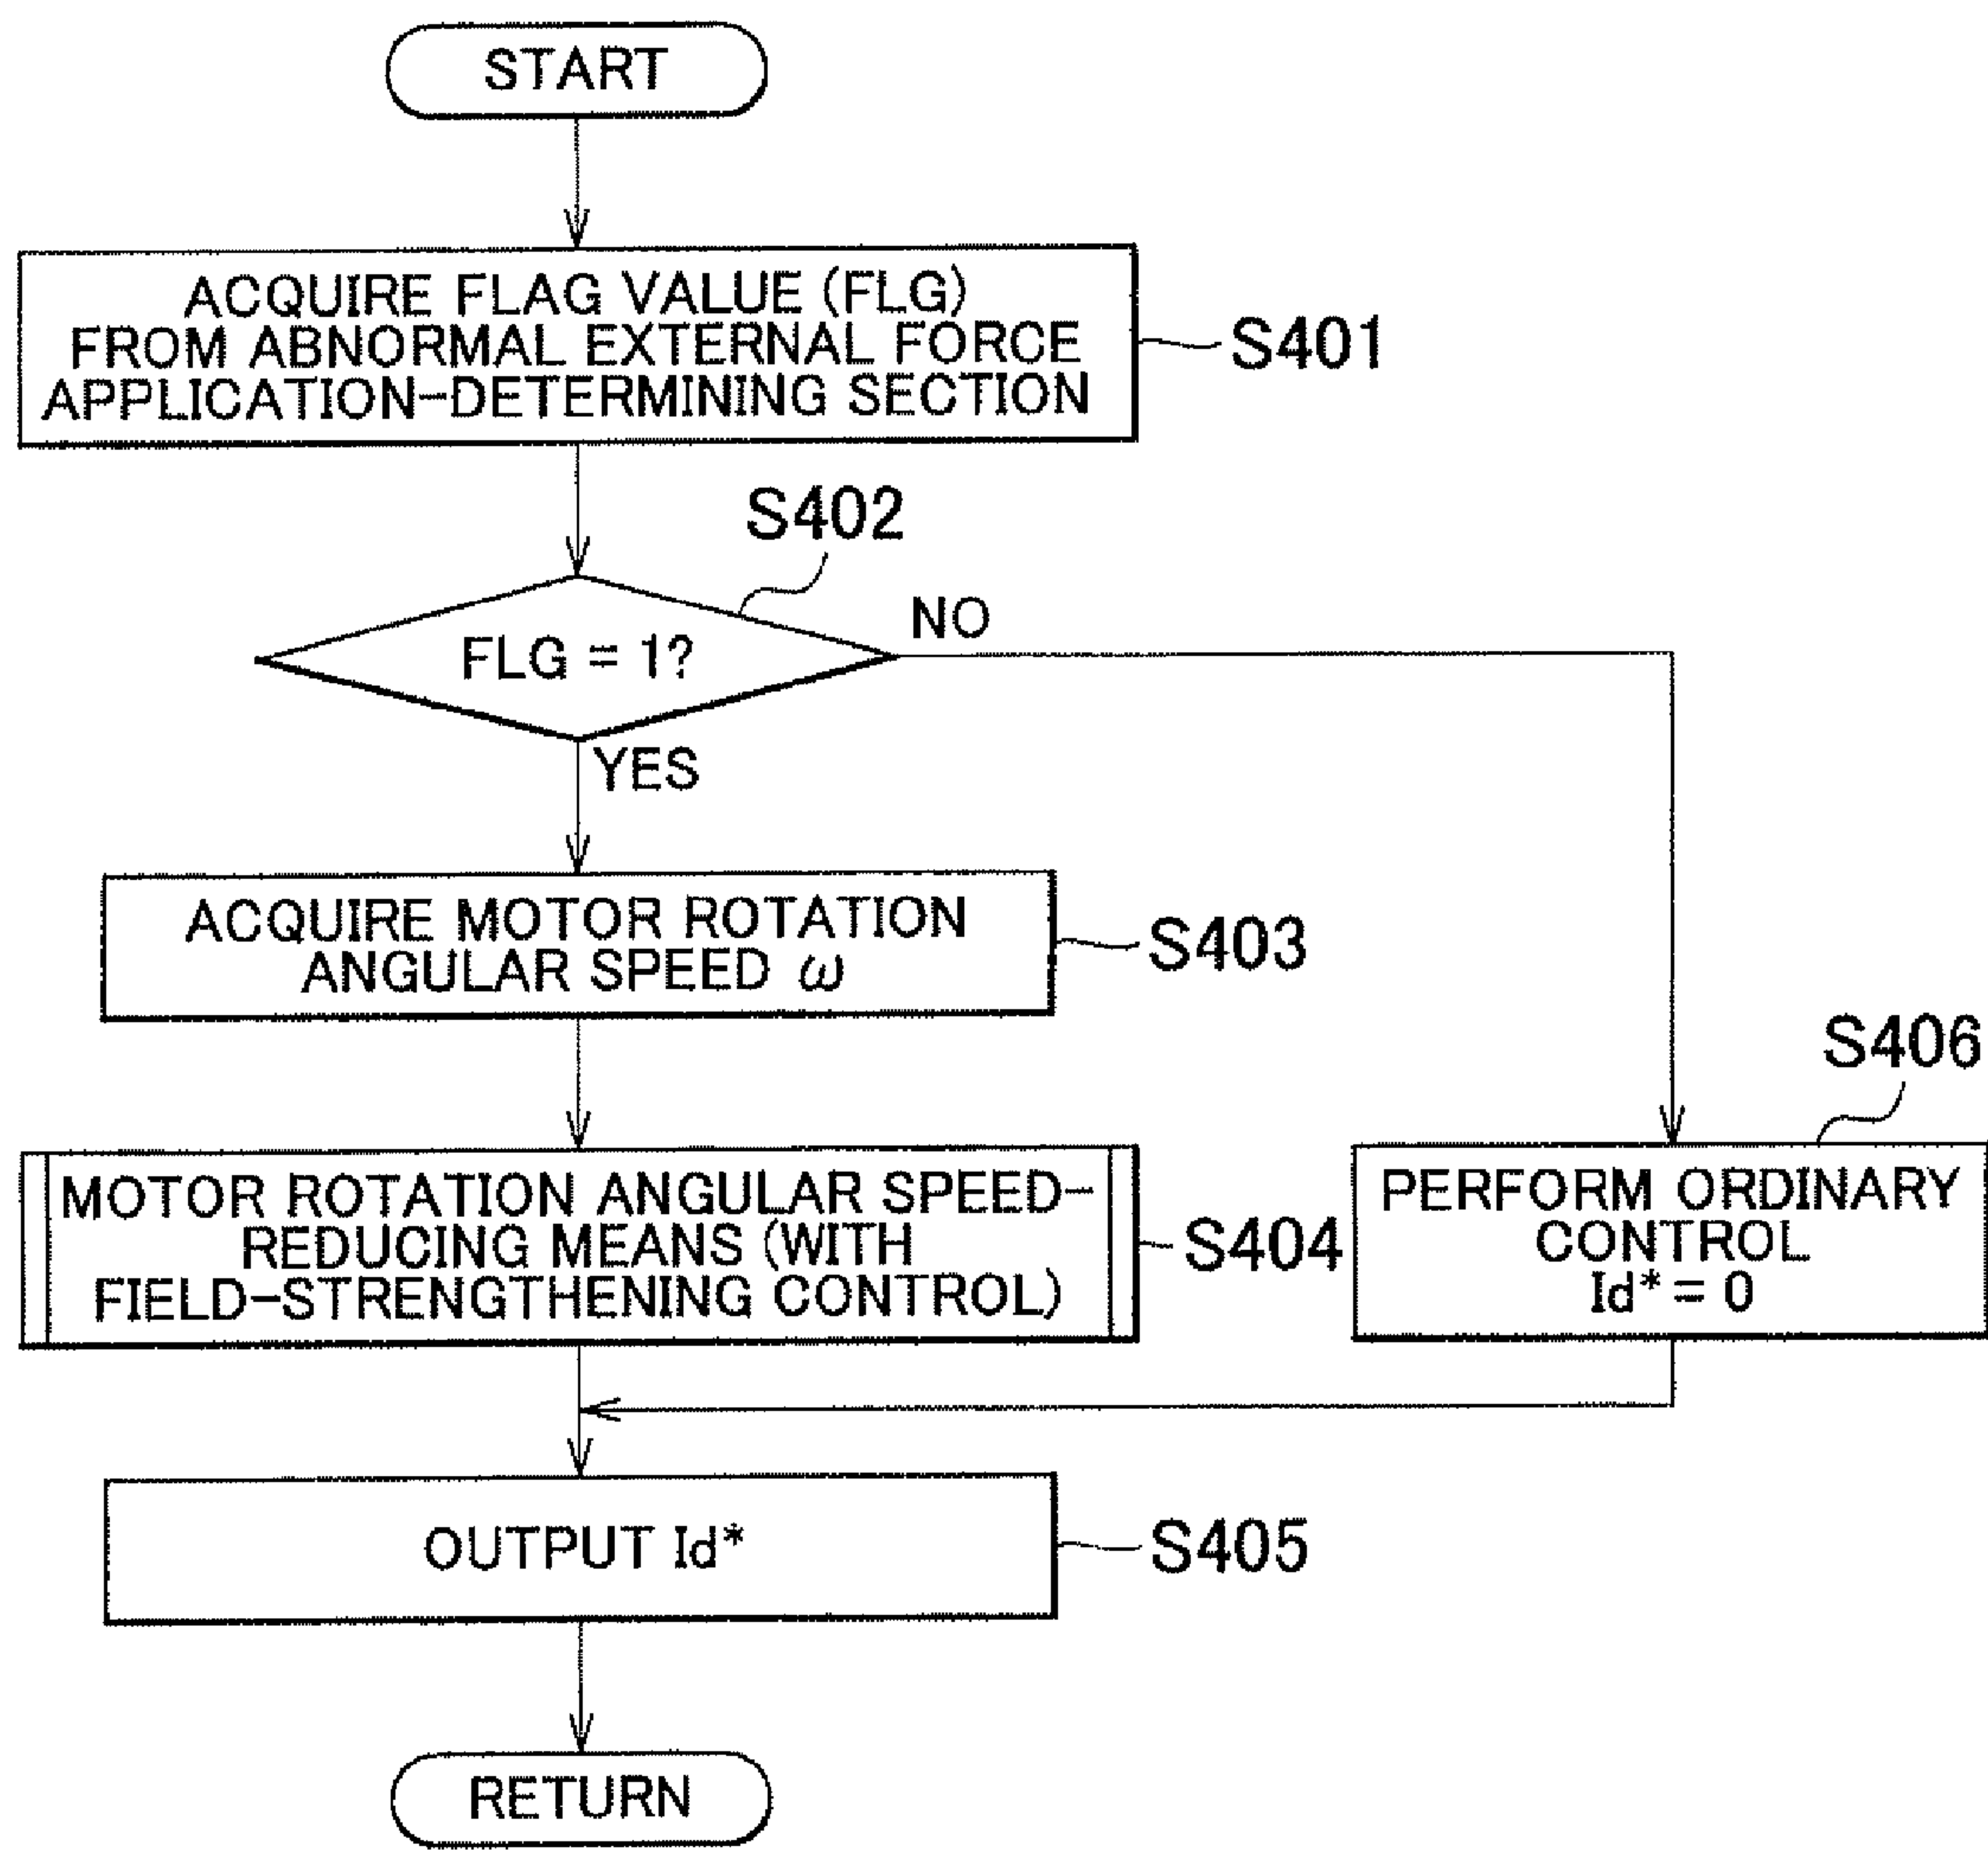 START
ACQUIRE FLAG VALUE (FLG)
FROM ABNORMAL EXTERNAL FORCE
APPLICATION-DETERMINING SECTION
S401
S402
FLG = 1?
NO
YES
ACQUIRE MOTOR ROTATION
ANGULAR SPEED ω
S403
MOTOR ROTATION ANGULAR SPEED-
REDUCING MEANS (WITH
FIELD-STRENGTHENING CONTROL)
S404
S406
PERFORM ORDINARY
CONTROL
Id* = 0
OUTPUT Id*
S405
RETURN